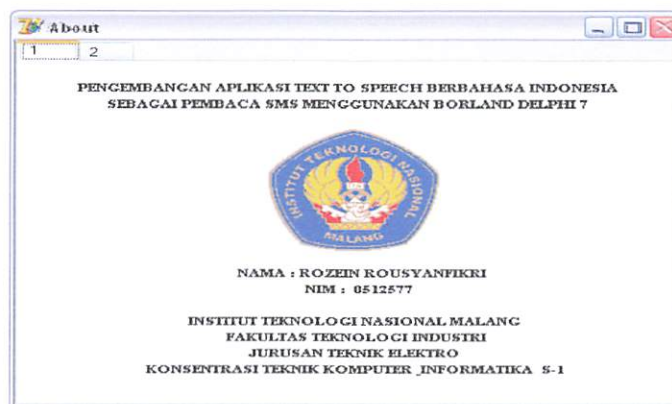 About
1 2
PENGEMBANGAN APLIKASI TEXT TO SPEECH BERBAHASA INDONESIA
SEBAGAI PEMBACA SMS MENGGUNAKAN BORLAND DELPHI 7
INSTITUT TEKNOLOGI NASIONAL
MALANG
NAMA : ROZEIN ROUSYANFIKRI
NIM : 0512577
INSTITUT TEKNOLOGI NASIONAL MALANG
FAKULTAS TEKNOLOGI INDUSTRI
JURUSAN TEKNIK ELEKTRO
KONSENTRASI TEKNIK KOMPUTER_INFORMATIKA S-1